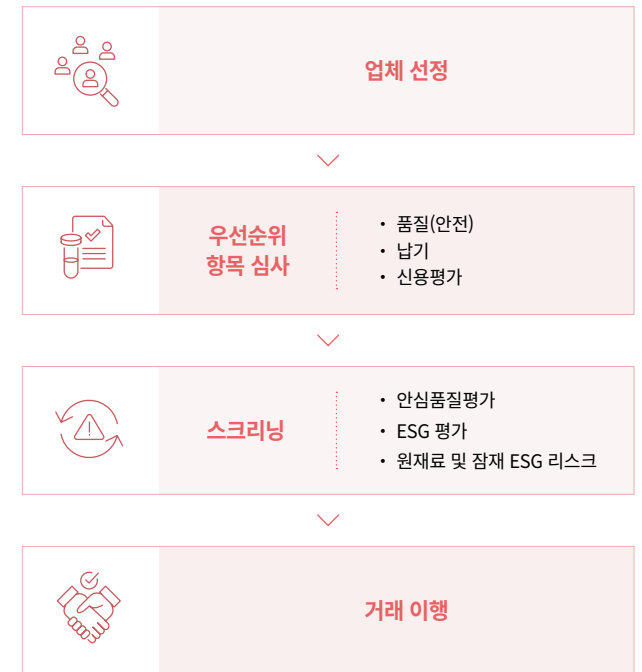 업체 선정
우선순위
항목 심사
• 품질(안전)
• 납기
• 신용평가
스크리닝
• 안심품질평가
• ESG 평가
• 원재료 및 잠재 ESG 리스크
거래 이행